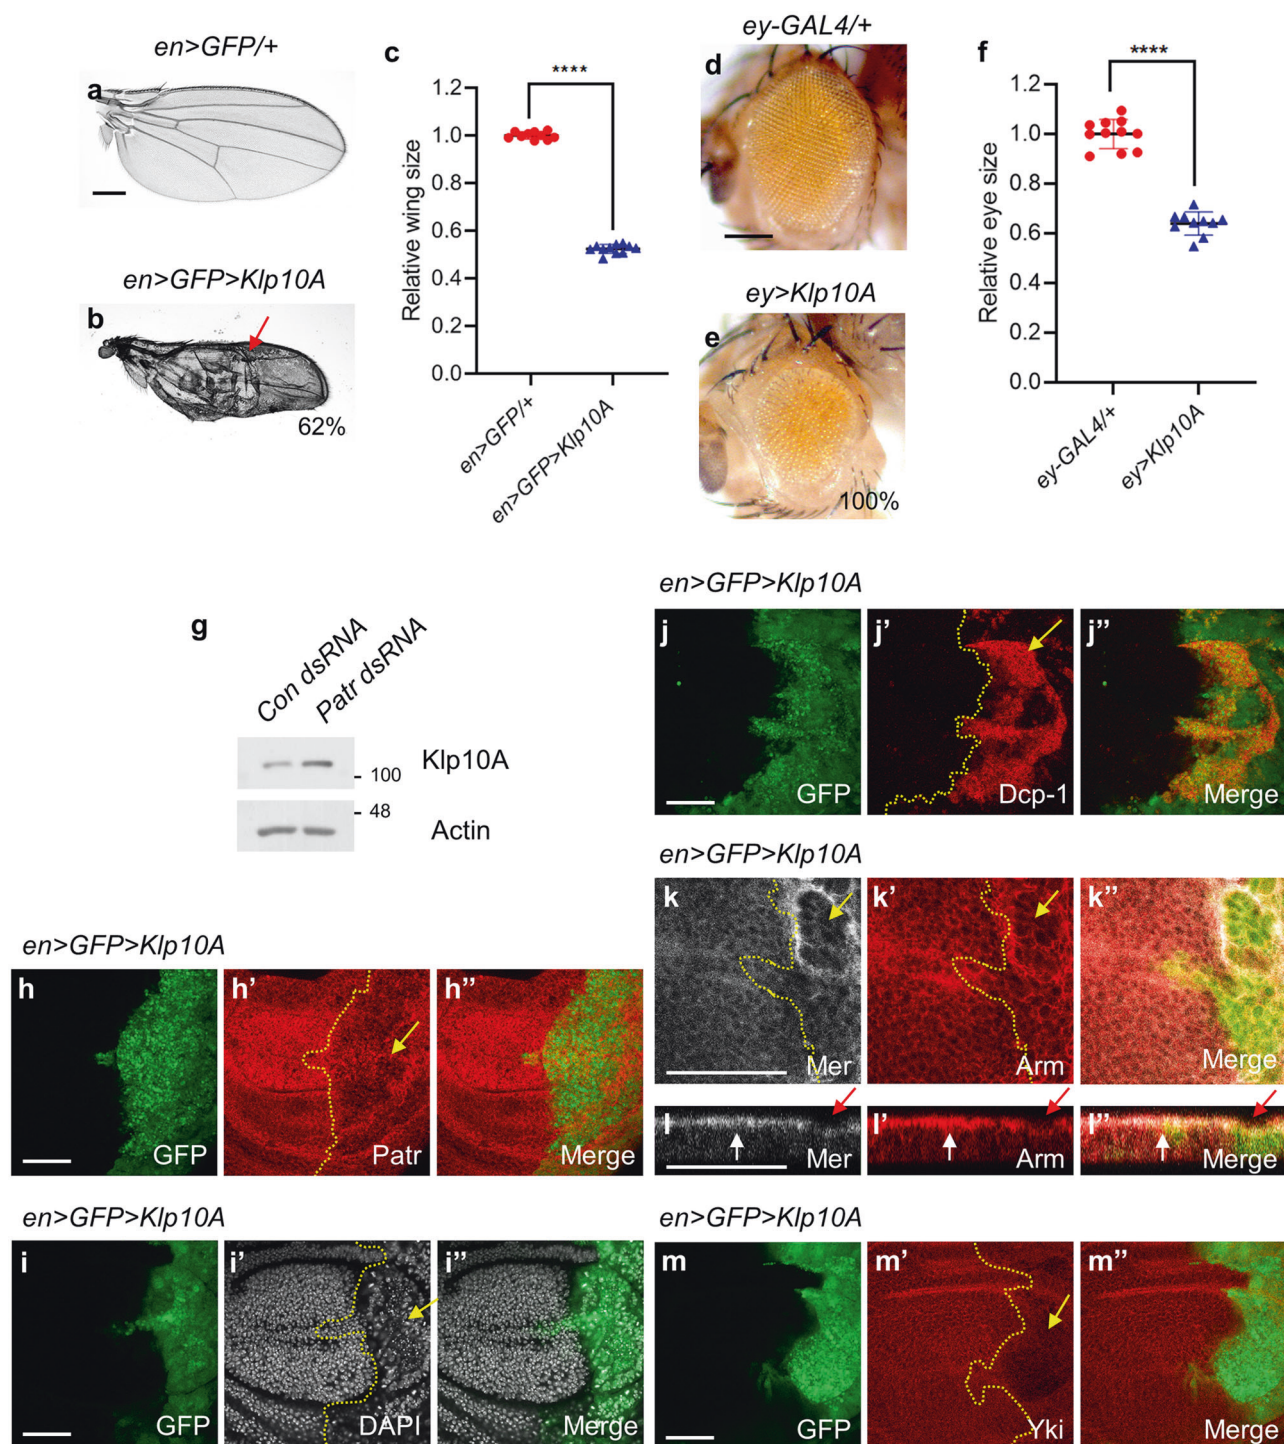 en>GFP/+
a
en>GFP>Klp10A
b
62%
c
****
Relative wing size
1.2
1.0
0.8
0.6
0.4
0.2
0.0
en>GFP/+
en>GFP>Klp10A
ey-GAL4/+
d
ey>Klp10A
e
100%
f
****
Relative eye size
1.2
1.0
0.8
0.6
0.4
0.2
0.0
ey-GAL4/+
ey>Klp10A
g
Con dsRNA
Patr dsRNA
Klp10A
100
48
Actin
en>GFP>Klp10A
h
GFP
h'
Patr
h''
Merge
en>GFP>Klp10A
i
GFP
i'
DAPI
i''
Merge
en>GFP>Klp10A
j
GFP
j'
Dcp-1
j''
Merge
en>GFP>Klp10A
k
Mer
k'
Arm
k''
Merge
l
Mer
l'
Arm
l''
Merge
en>GFP>Klp10A
m
GFP
m'
Yki
m''
Merge